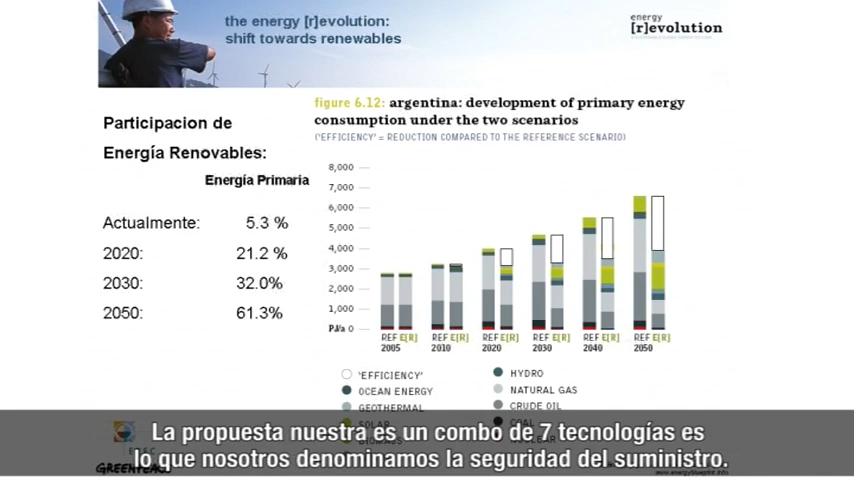 the energy [r]evolution:
shift towards renewables
energy
[r]evolution
figure 6.12: argentina: development of primary energy
consumption under the two scenarios
('EFFICIENCY' = REDUCTION COMPARED TO THE REFERENCE SCENARIO)
Participacion de
Energía Renovables:
Energía Primaria
Actualmente: 5.3 %
2020: 21.2 %
2030: 32.0%
2050: 61.3%
8,000
7,000
6,000
5,000
4,000
3,000
2,000
1,000
PJ/a 0
REF E[R] REF E[R] REF E[R] REF E[R] REF E[R] REF E[R]
2005 2010 2020 2030 2040 2050
'EFFICIENCY' HYDRO
OCEAN ENERGY NATURAL GAS
GEOTHERMAL CRUDE OIL
SOLAR COAL
BIOMASS NUCLEAR
La propuesta nuestra es un combo de 7 tecnologías es
lo que nosotros denominamos la seguridad del suministro.
GREENPEACE